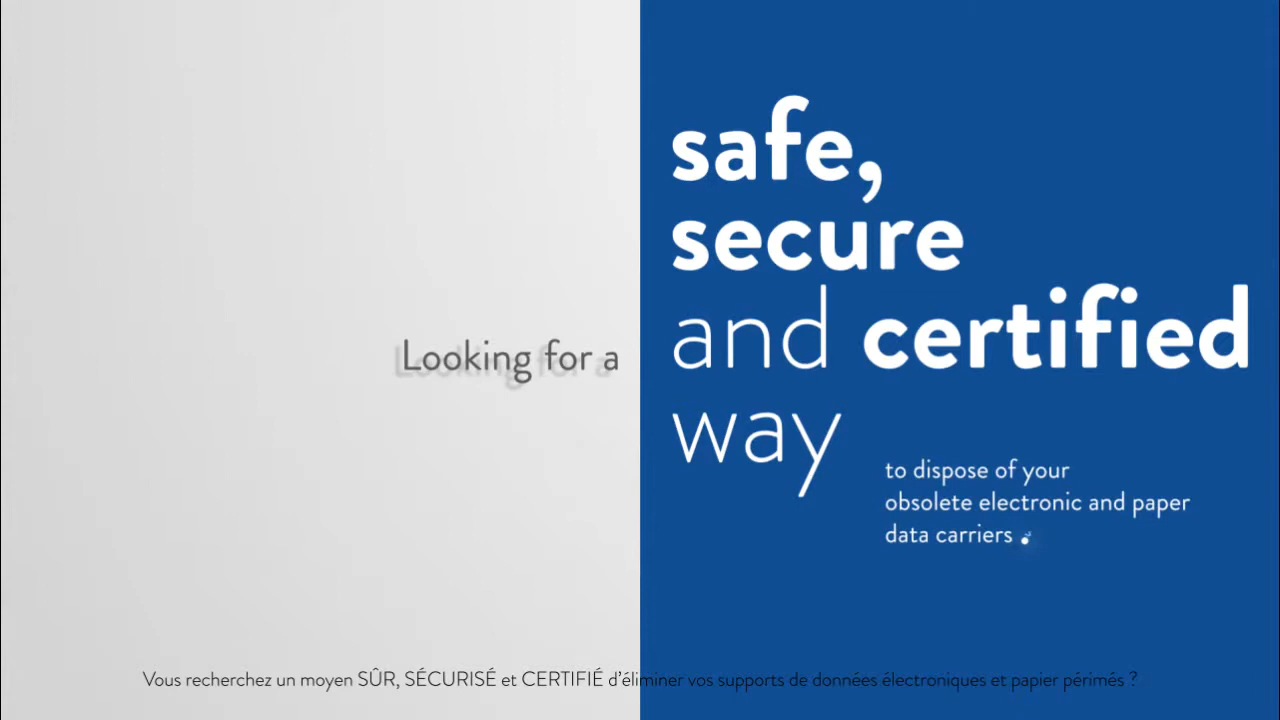 Looking for a
safe,
secure
and certified
way
to dispose of your
obsolete electronic and paper
data carriers
Vous recherchez un moyen SÛR, SÉCURISÉ et CERTIFIÉ d'éliminer vos supports de données électroniques et papier périmés ?